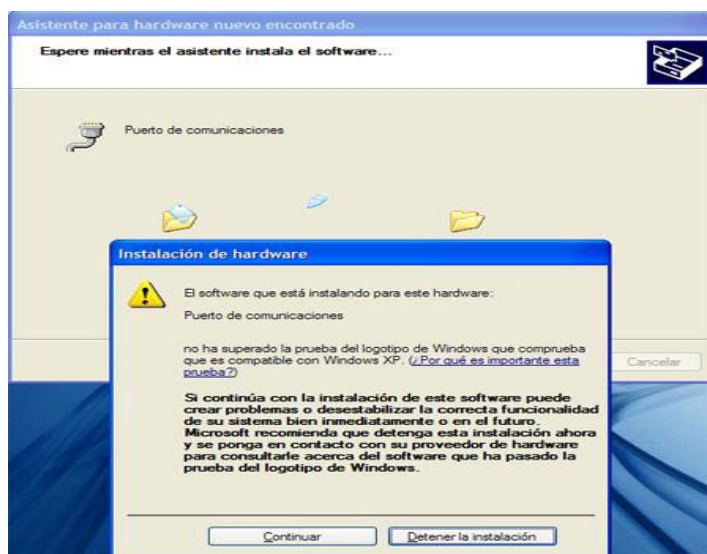 Asistente para hardware nuevo encontrado
Espere mientras el asistente instala el software...
Puerto de comunicaciones
Instalación de hardware
El software que está instalando para este hardware:
Puerto de comunicaciones
no ha superado la prueba del logotipo de Windows que comprueba
que es compatible con Windows XP. (¿Por qué es importante esta
prueba?)
Si continúa con la instalación de este software puede
crear problemas o desestabilizar la correcta funcionalidad
de su sistema bien inmediatamente o en el futuro.
Microsoft recomienda que detenga esta instalación ahora
y se ponga en contacto con su proveedor de hardware
para consultarle acerca del software que ha pasado la
prueba del logotipo de Windows.
Cancelar
Continuar
Detener la instalación